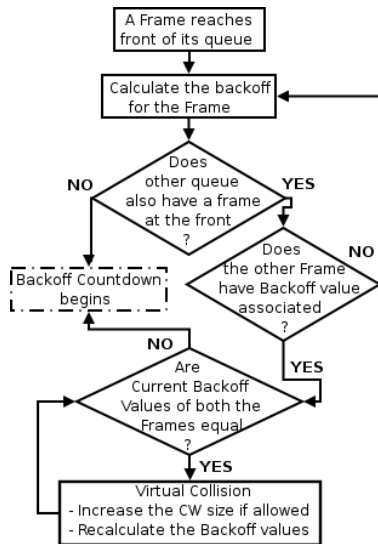 A Frame reaches
front of its queue
Calculate the backoff
for the Frame
Does
other queue
also have a frame
at the front
?
NO
YES
Does
the other Frame
have Backoff value
associated
?
NO
YES
Backoff Countdown
begins
NO
Are
Current Backoff
Values of both the
Frames equal
?
YES
Virtual Collision
- Increase the CW size if allowed
- Recalculate the Backoff values